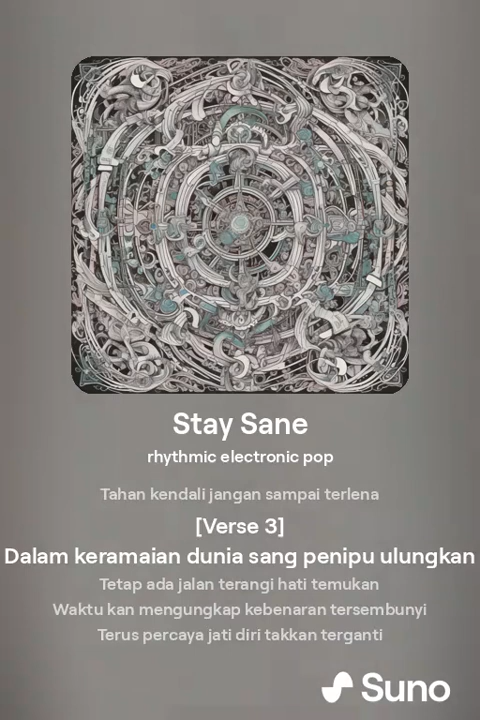 Stay Sane
rhythmic electronic pop
Tahan kendali jangan sampai terlena
[Verse 3]
Dalam keramaian dunia sang penipu ulungkan
Tetap ada jalan terangi hati temukan
Waktu kan mengungkap kebenaran tersembunyi
Terus percaya jati diri takkan terganti
Suno